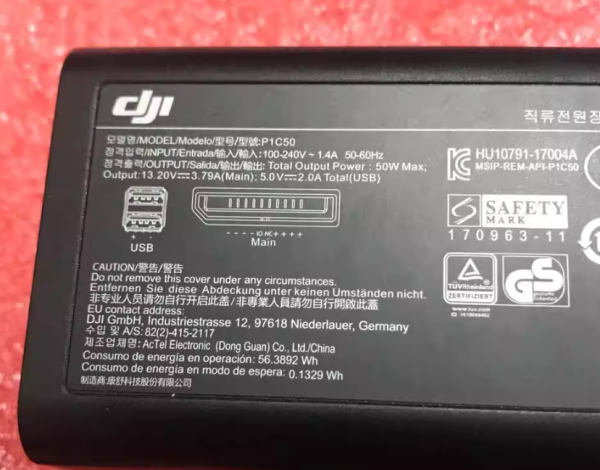 dji
직류전원장
모델명/MODEL/Modelo/型号/型號:P1C50
정격입력/INPUT/Entrada/输入/輸入:100-240V~1.4A 50-60Hz
정격출력/OUTPUT/Salida/输出/輸出: Total Output Power : 50W Max;
Output:13.20V⎓3.79A(Main); 5.0V⎓2.0A Total(USB)
HU10791-17004A
MSIP-REM-API-P1C50
SAFETY
MARK
170963-11
+ -
USB
- - - - IO NC + + + +
Main
TÜVRheinland
ZERTIFIZIERT
GS
www.tuv.com
CAUTION/警告/警告
Do not remove this cover under any circumstances.
Entfernen Sie diese Abdeckung unter keinen Umständen nicht.
非专业人员请勿自行开启此盖/非專業人員請勿自行開啟此蓋
EU contact address:
DJI GmbH, Industriestrasse 12, 97618 Niederlauer, Germany
수입 및 A/S: 82(2)-415-2117
제조업체명: AcTel Electronic (Dong Guan) Co., Ltd./China
Consumo de energía en operación: 56.3892 Wh
Consumo de energía en modo de espera: 0.1329 Wh
制造商:康舒科技股份有限公司